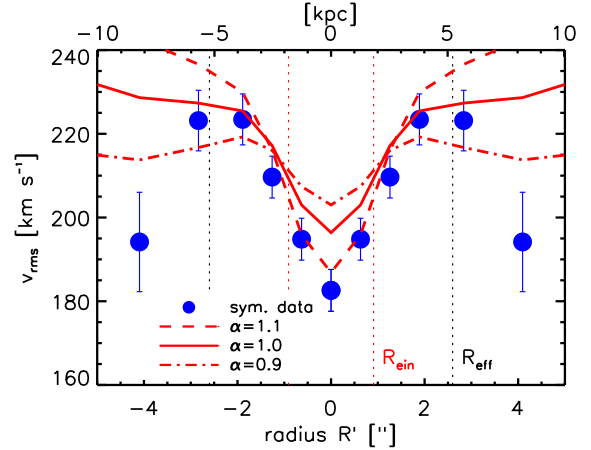 [kpc]
−10 −5 0 5 10
240
220
200
180
160
v_rms [km s⁻¹]
sym. data
α=1.1
α=1.0
α=0.9
R_ein
R_eff
−4 −2 0 2 4
radius R' ["]